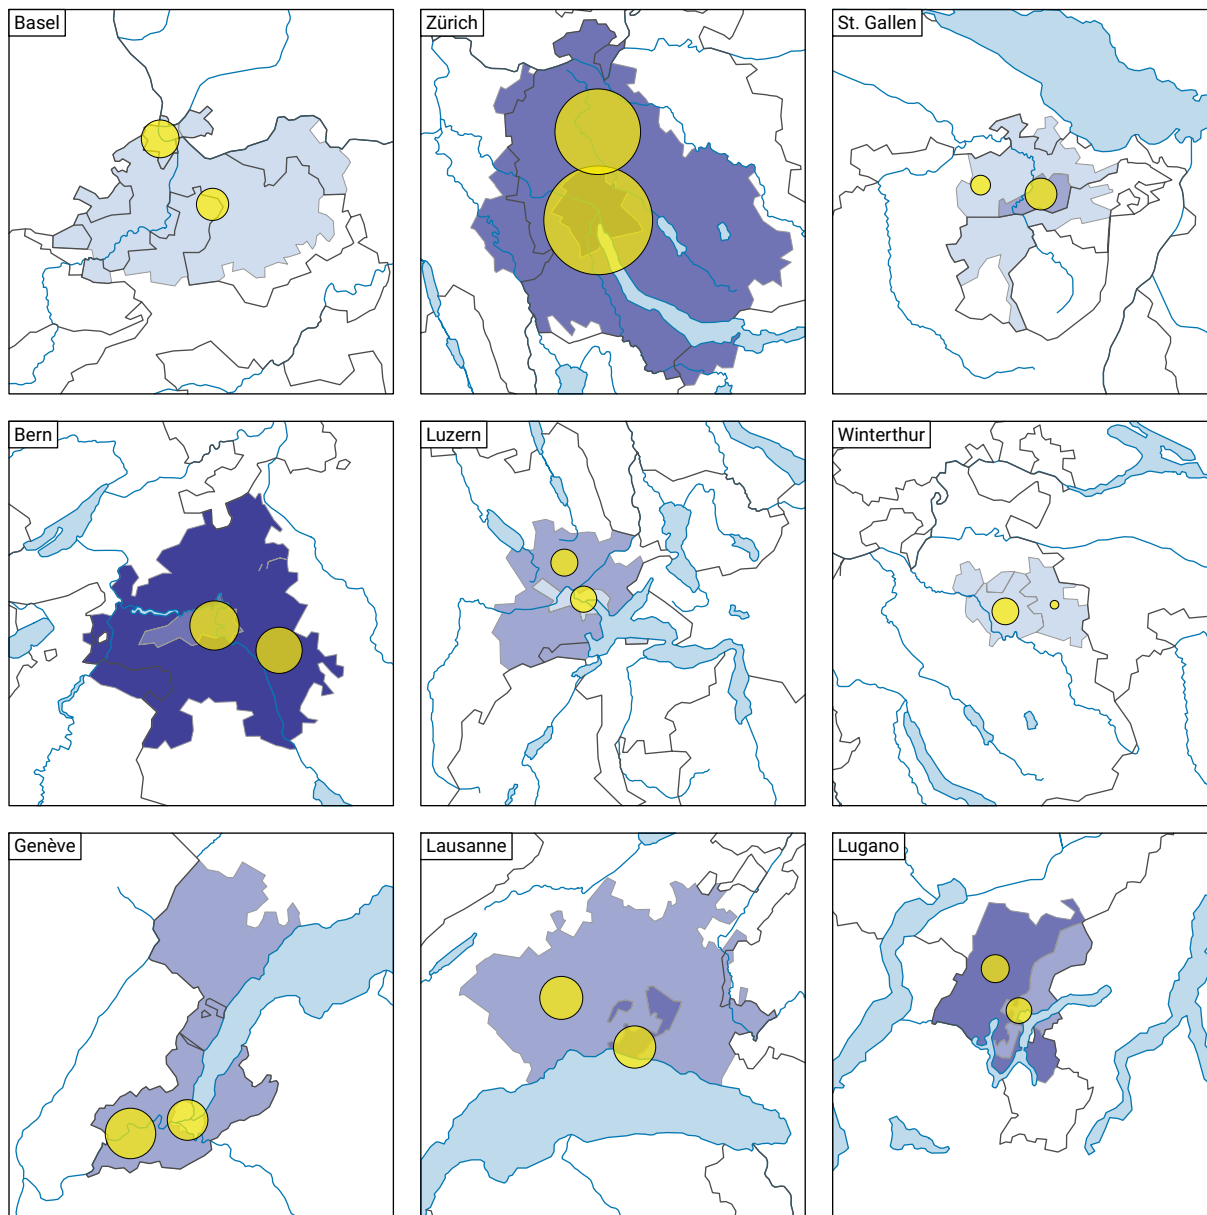 Basel
Zürich
St. Gallen
Bern
Luzern
Winterthur
Genève
Lausanne
Lugano